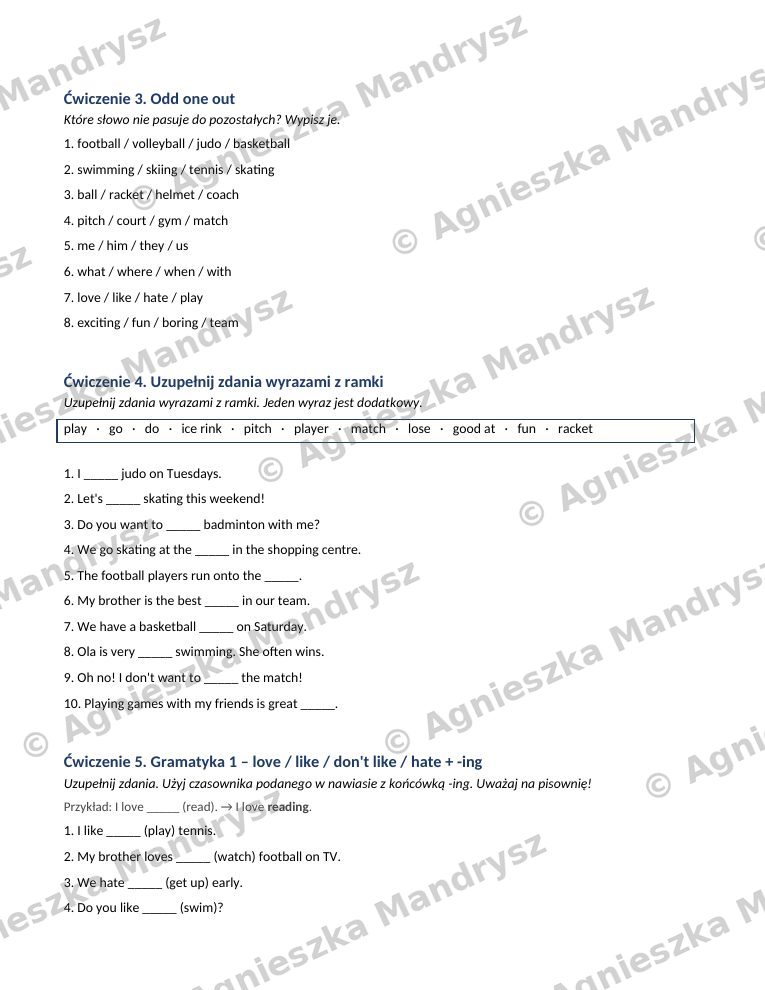 Ćwiczenie 3. Odd one out
Które słowo nie pasuje do pozostałych? Wypisz je.
1. football / volleyball / judo / basketball
2. swimming / skiing / tennis / skating
3. ball / racket / helmet / coach
4. pitch / court / gym / match
5. me / him / they / us
6. what / where / when / with
7. love / like / hate / play
8. exciting / fun / boring / team
Ćwiczenie 4. Uzupełnij zdania wyrazami z ramki
Uzupełnij zdania wyrazami z ramki. Jeden wyraz jest dodatkowy.
play · go · do · ice rink · pitch · player · match · lose · good at · fun · racket
1. I _____ judo on Tuesdays.
2. Let's _____ skating this weekend!
3. Do you want to _____ badminton with me?
4. We go skating at the _____ in the shopping centre.
5. The football players run onto the _____.
6. My brother is the best _____ in our team.
7. We have a basketball _____ on Saturday.
8. Ola is very _____ swimming. She often wins.
9. Oh no! I don't want to _____ the match!
10. Playing games with my friends is great _____.
Ćwiczenie 5. Gramatyka 1 – love / like / don't like / hate + -ing
Uzupełnij zdania. Użyj czasownika podanego w nawiasie z końcówką -ing. Uważaj na pisownię!
Przykład: I love _____ (read). → I love reading.
1. I like _____ (play) tennis.
2. My brother loves _____ (watch) football on TV.
3. We hate _____ (get up) early.
4. Do you like _____ (swim)?
© Agnieszka Mandrysz